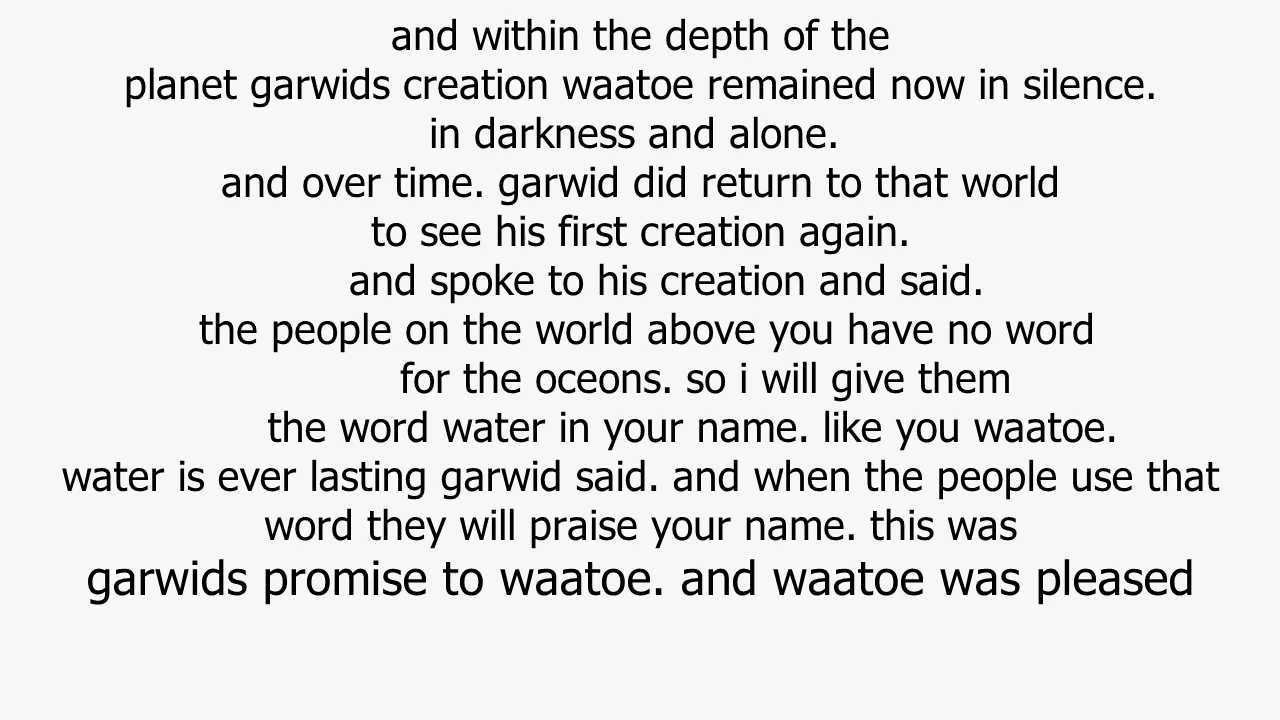 and within the depth of the
planet garwids creation waatoe remained now in silence.
in darkness and alone.
and over time. garwid did return to that world
to see his first creation again.
and spoke to his creation and said.
the people on the world above you have no word
for the oceons. so i will give them
the word water in your name. like you waatoe.
water is ever lasting garwid said. and when the people use that
word they will praise your name. this was
garwids promise to waatoe. and waatoe was pleased